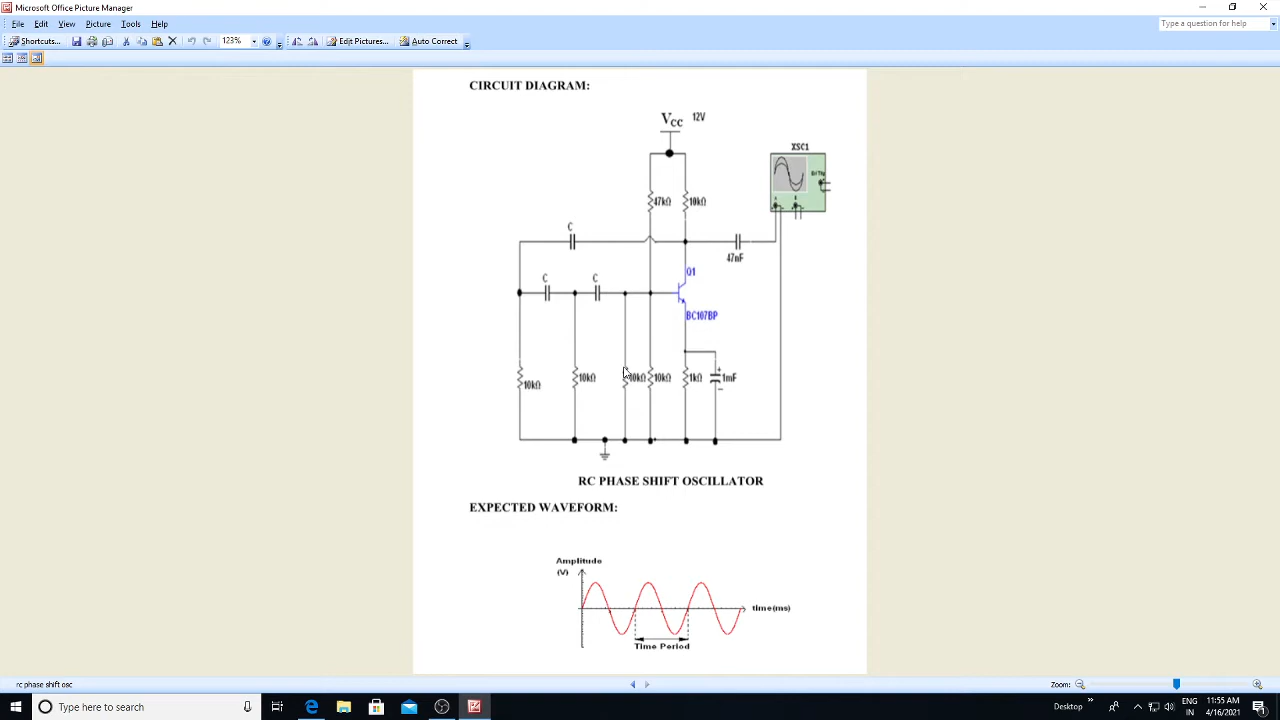 Microsoft Office Picture Manager
File Edit View Picture Tools Help
Type a question for help
Shortcuts... 123% Edit Pictures... Auto Correct
CIRCUIT DIAGRAM:
VCC 12V
XSC1
47kΩ 10kΩ
C
47nF
C C
Q1
BC107BP
10kΩ 10kΩ 10kΩ 1kΩ 1mF
RC PHASE SHIFT OSCILLATOR
EXPECTED WAVEFORM:
Amplitude
(V)
time(ms)
Time Period
rc phase shift osc
Zoom:
Type here to search
Desktop
ENG
IN
11:55 AM
4/16/2021